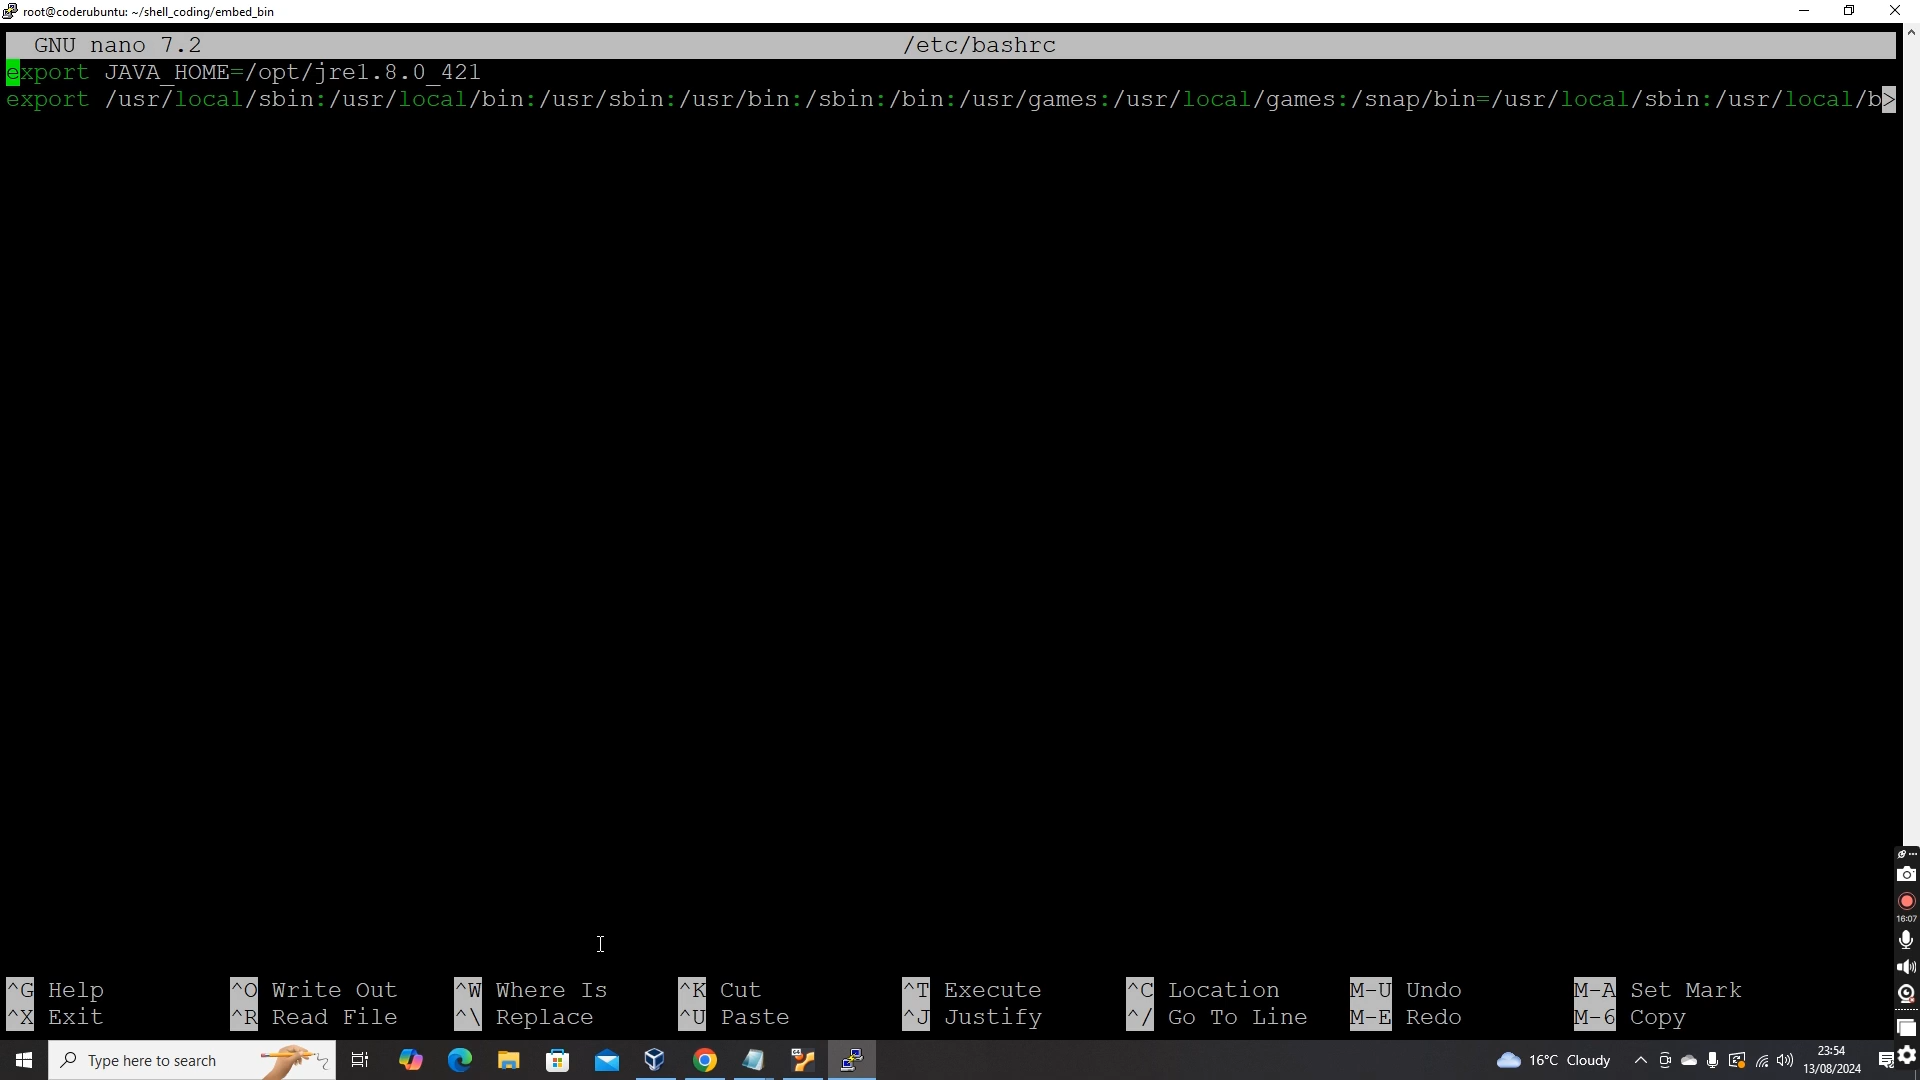 root@coderubuntu: ~/shell_coding/embed_bin
GNU nano 7.2 /etc/bashrc
export JAVA_HOME=/opt/jre1.8.0_421
export /usr/local/sbin:/usr/local/bin:/usr/sbin:/usr/bin:/sbin:/bin:/usr/games:/usr/local/games:/snap/bin=/usr/local/sbin:/usr/local/b>
^G Help ^O Write Out ^W Where Is ^K Cut ^T Execute ^C Location M-U Undo M-A Set Mark
^X Exit ^R Read File ^\ Replace ^U Paste ^J Justify ^/ Go To Line M-E Redo M-6 Copy
16:07
Type here to search
16°C Cloudy
23:54
13/08/2024